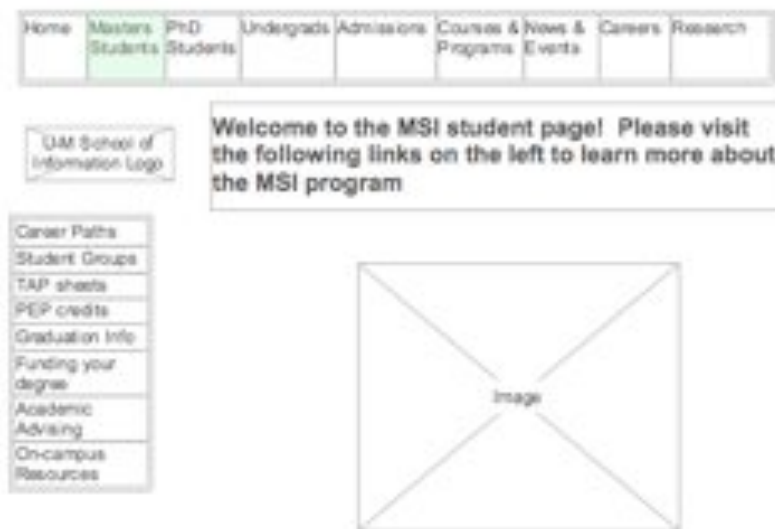 Home Masters Students PhD Students Undergrads Admissions Courses & Programs News & Events Careers Research
U-M School of
Information Logo
Welcome to the MSI student page! Please visit
the following links on the left to learn more about
the MSI program
Career Paths
Student Groups
TAP sheets
PEP credits
Graduation Info
Funding your
degree
Academic
Advising
On-campus
Resources
Image